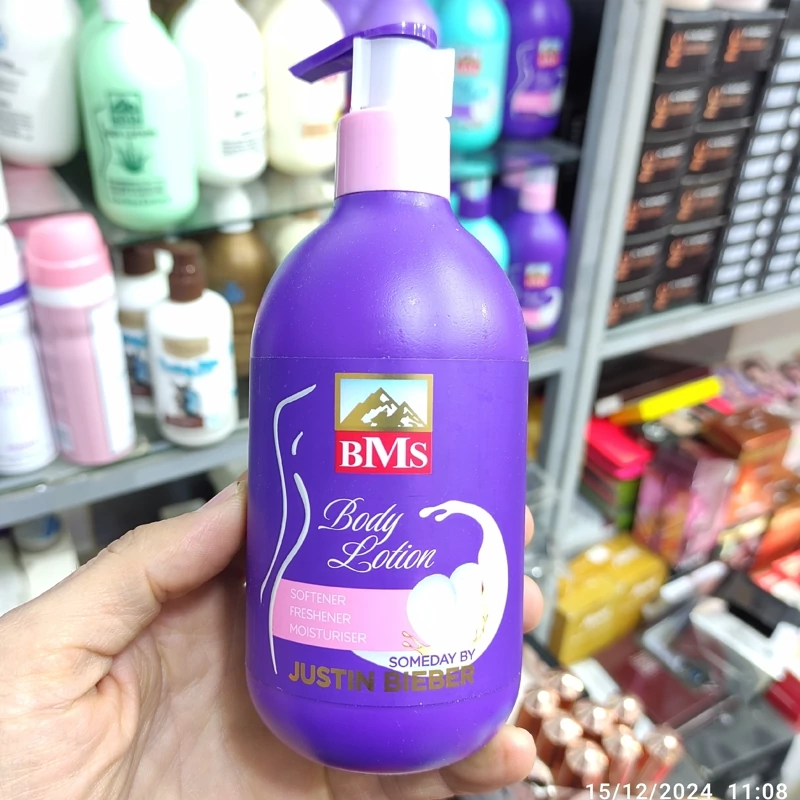 BMS
Body
Lotion
SOFTENER
FRESHENER
MOISTURISER
SOMEDAY BY
JUSTIN BIEBER
15/12/2024 11:08